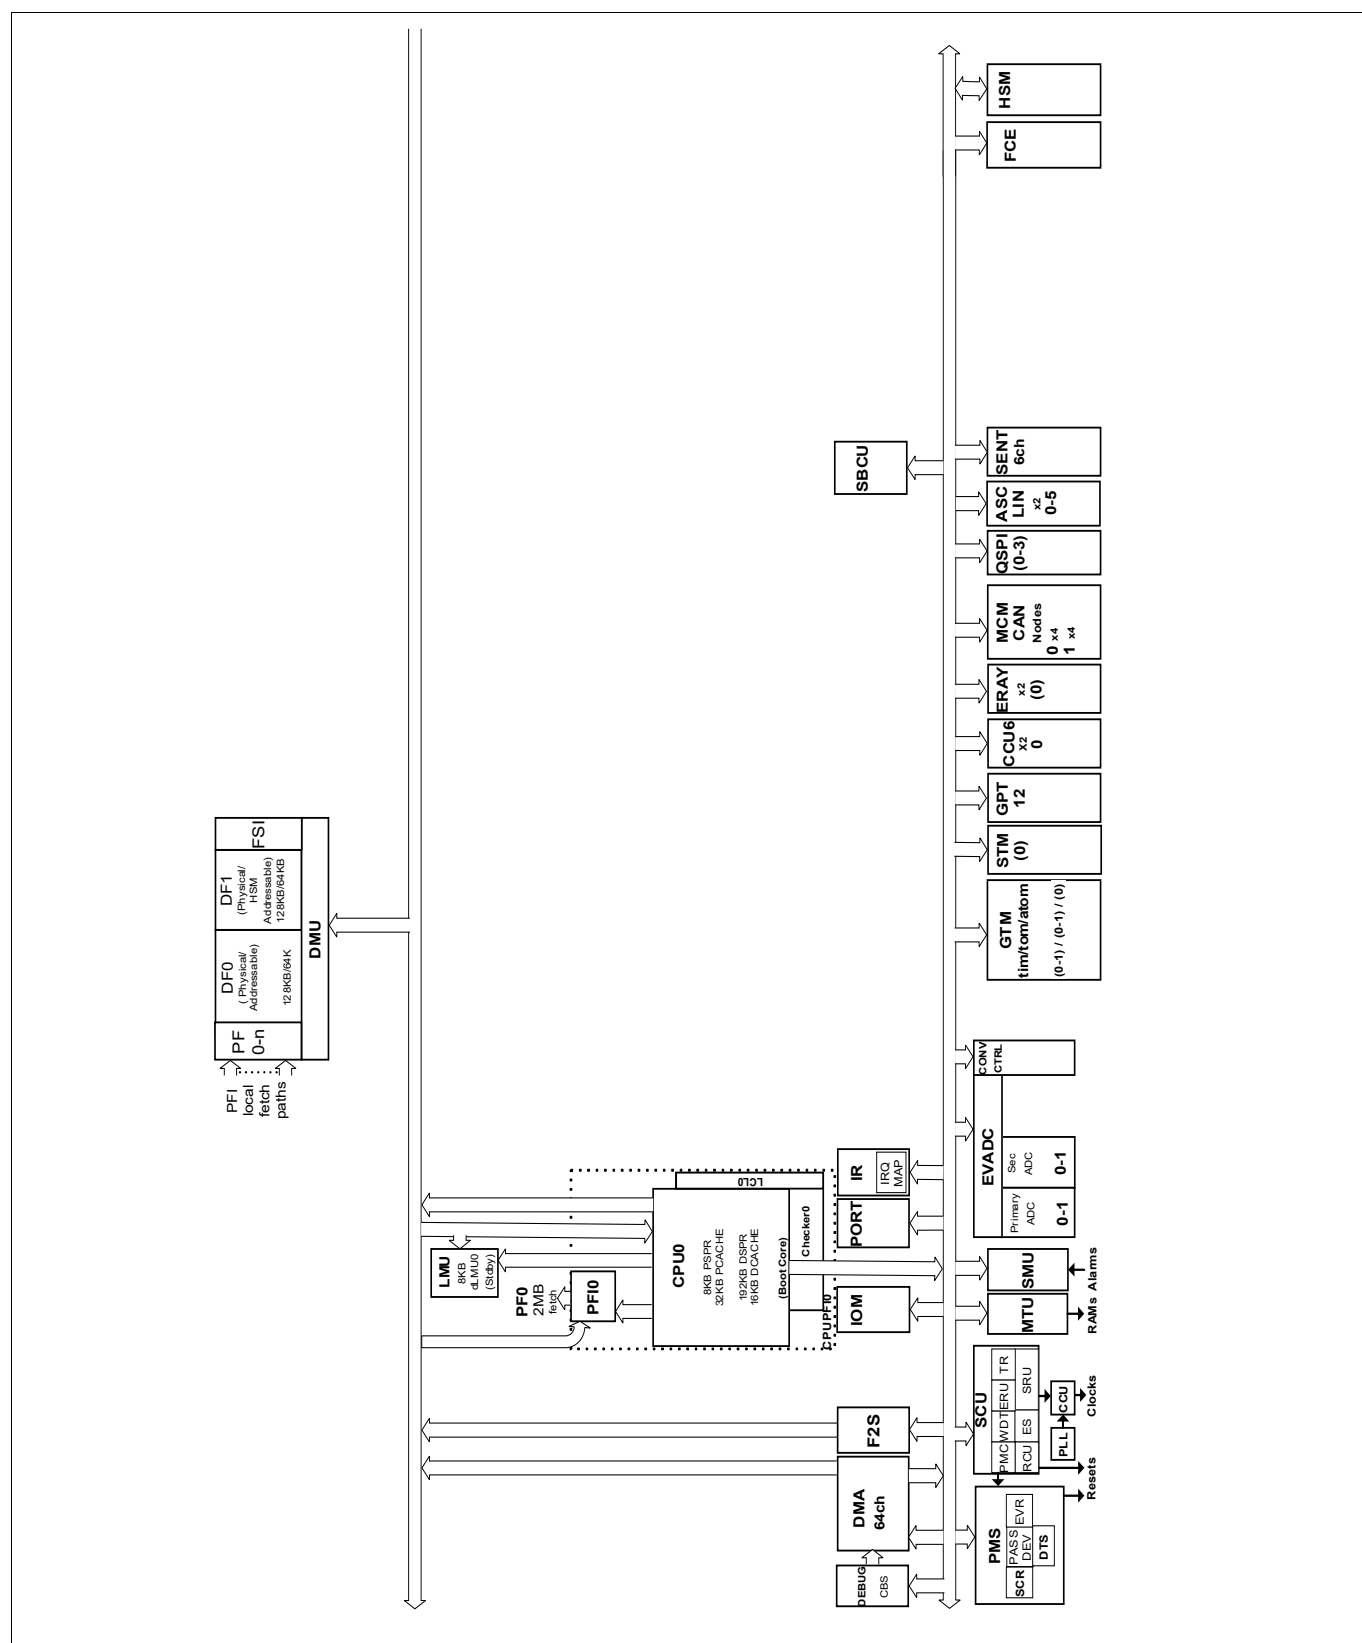 PFI
local
fetch
paths
PF
0-n
DF0
( Physical/
Addressable)
128KB/64K
DF1
(Physical/
HSM
Addressable)
128KB/64KB
FSI
DMU
LMU
8KB
dLMU0
(Stdby)
PF0
2MB
fetch
PFI0
CPU0
8KB PSPR
32KB PCACHE
192KB DSPR
16KB DCACHE
(Boot Core)
Checker0
LCL0
CPUPFI0
DEBUG
CBS
DMA
64ch
F2S
IOM
PORT
IR
IRQ
MAP
SBCU
PMS
SCR
PASS
DEV
EVR
DTS
SCU
PMC
WDT
ERU
TR
RCU
ES
SRU
PLL
CCU
Resets
Clocks
MTU
RAMs
SMU
Alarms
EVADC
Primary
ADC
0-1
Sec
ADC
0-1
CONV
CTRL
GTM
tim/tom/atom
(0-1) / (0-1) / (0)
STM
(0)
GPT
12
CCU6
X2
0
ERAY
x2
(0)
MCM
CAN
Nodes
0 x4
1 x4
QSPI
(0-3)
ASC
LIN
x2
0-5
SENT
6ch
FCE
HSM